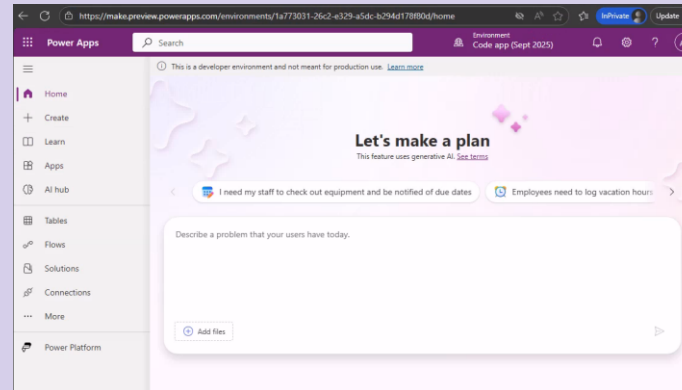 https://make.preview.powerapps.com/environments/1a773031-26c2-e329-a5dc-b294d178f80d/home
InPrivate
Update
Power Apps
Search
Environment
Code app (Sept 2025)
This is a developer environment and not meant for production use. Learn more
Home
Create
Learn
Apps
AI hub
Tables
Flows
Solutions
Connections
More
Power Platform
Let's make a plan
This feature uses generative AI. See terms
I need my staff to check out equipment and be notified of due dates
Employees need to log vacation hours
Describe a problem that your users have today.
Add files